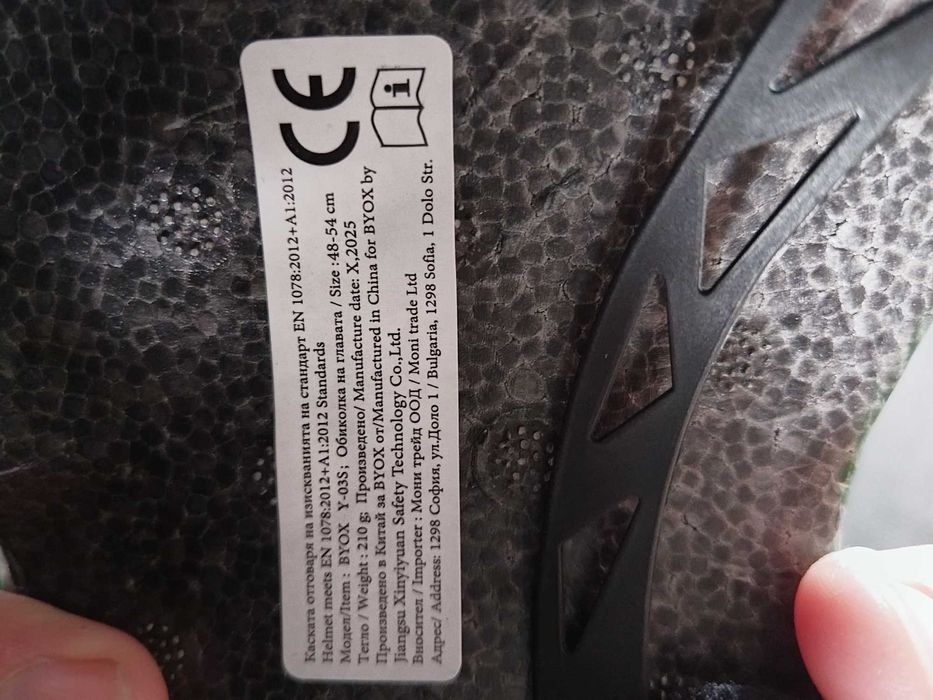 Каската отговаря на изискванията на стандарт EN 1078:2012+A1:2012
Helmet meets EN 1078:2012+A1:2012 Standards
Модел/Item : BYOX Y-03S; Обиколка на главата / Size :48-54 cm
Тегло / Weight : 210 g; Произведено/ Manufacture date: X,2025
Произведено в Китай за BYOX от/Manufactured in China for BYOX by
Jiangsu Xinyiyuan Safety Technology Co.,Ltd.
Вносител / Importer : Мони трейд ООД / Moni trade Ltd
Адрес/ Address: 1298 София, ул.Доло 1 / Bulgaria, 1298 Sofia, 1 Dolo Str.
CE
i